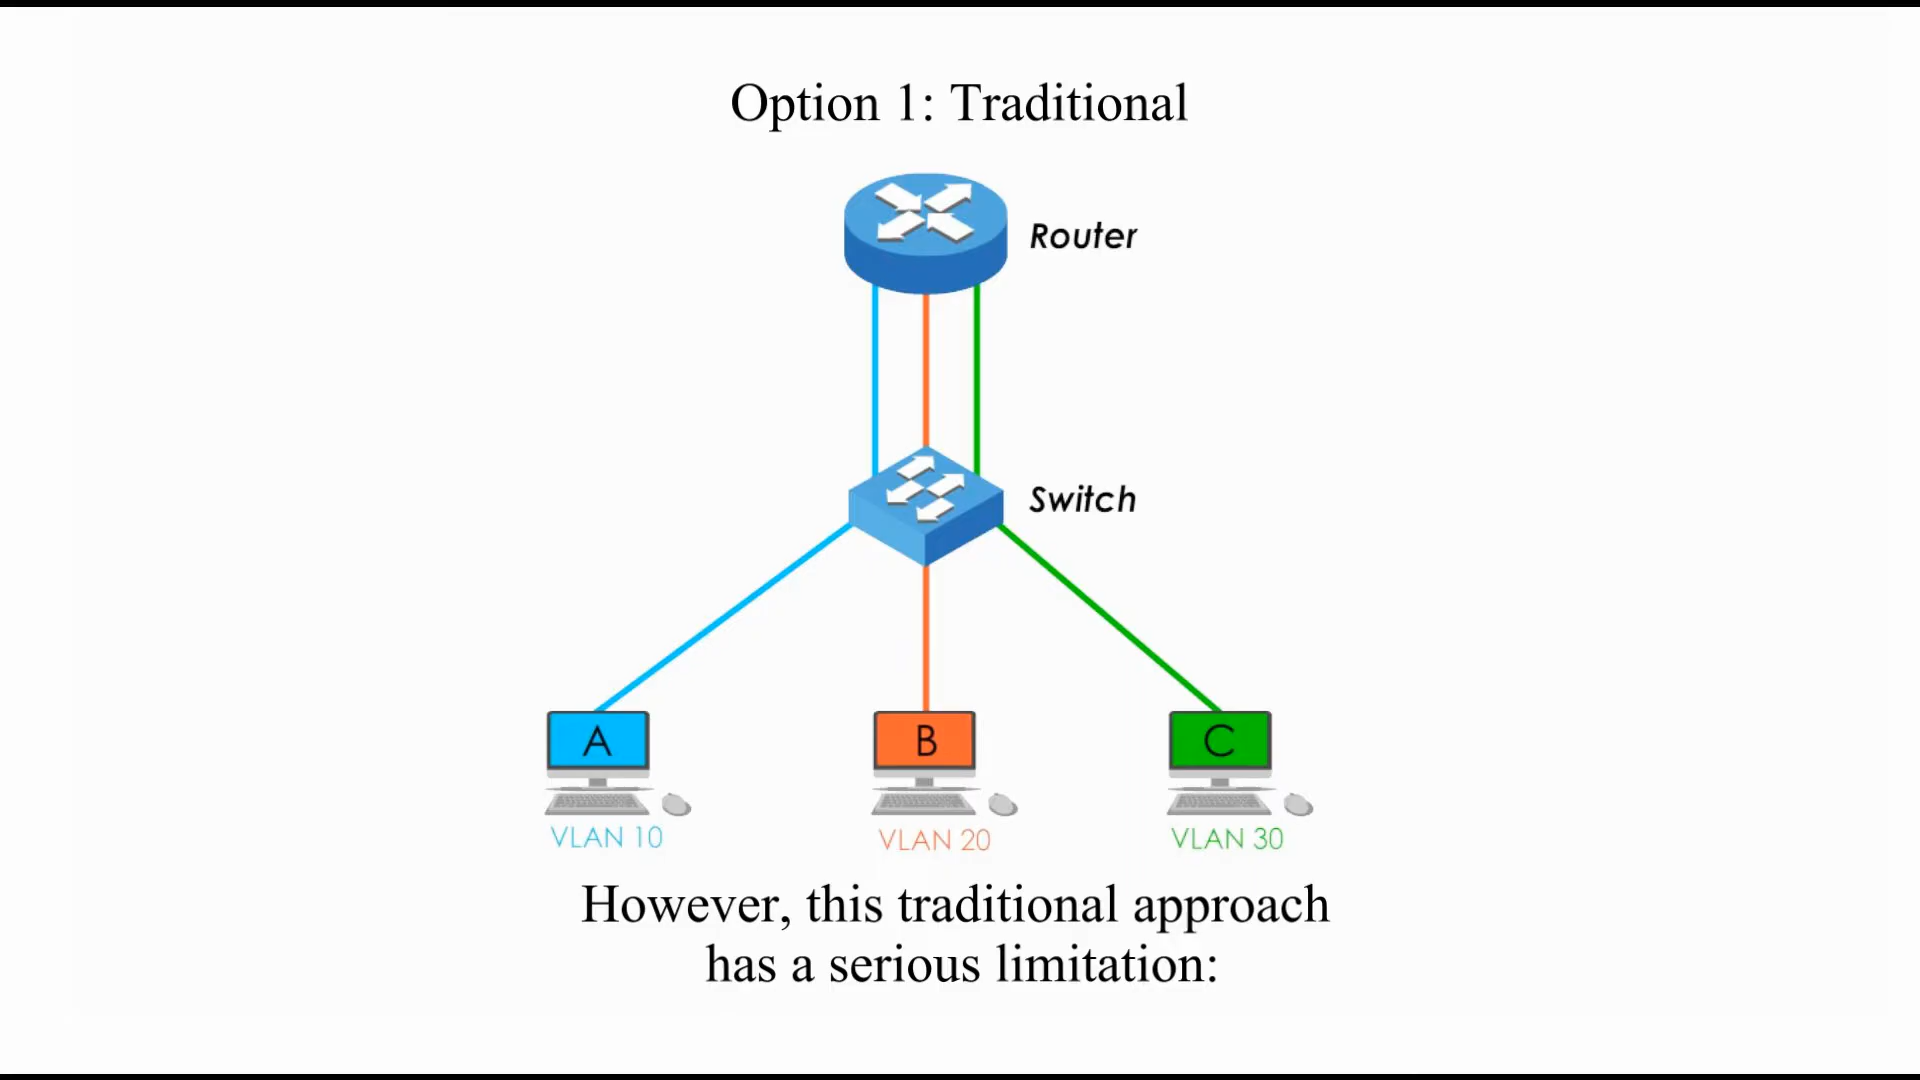 Option 1: Traditional
Router
Switch
A
B
C
VLAN 10
VLAN 20
VLAN 30
However, this traditional approach
has a serious limitation: